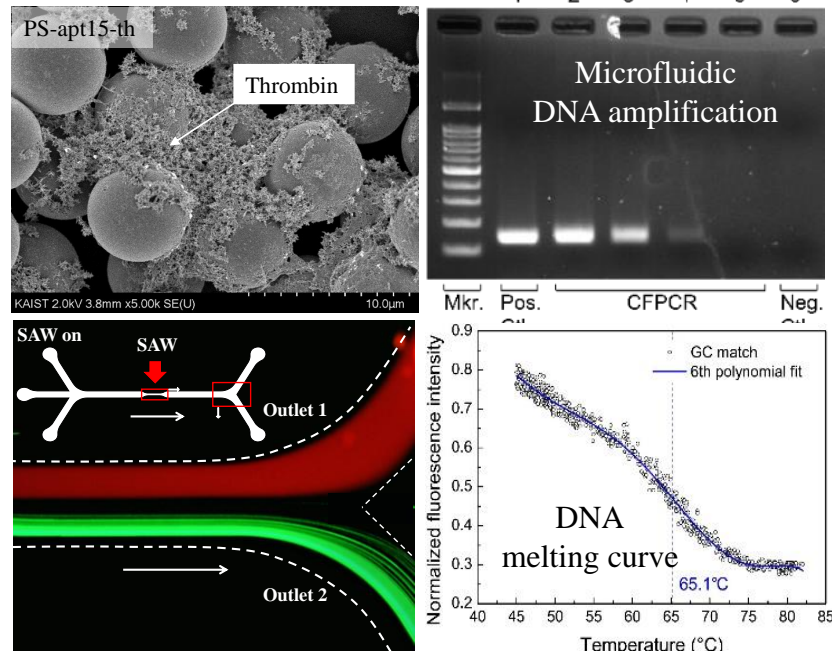 PS-apt15-th
Thrombin
KAIST 2.0kV 3.8mm x5.00k SE(U)
10.0µm
Microfluidic
DNA amplification
Mkr.
Pos.
CFPCR
Neg.
SAW on
SAW
Outlet 1
Outlet 2
0.9
0.8
0.7
0.6
0.5
0.4
0.3
0.2
Normalized fluorescence intensity
GC match
6th polynomial fit
DNA
melting curve
65.1℃
40 45 50 55 60 65 70 75 80 85
Temperature (°C)